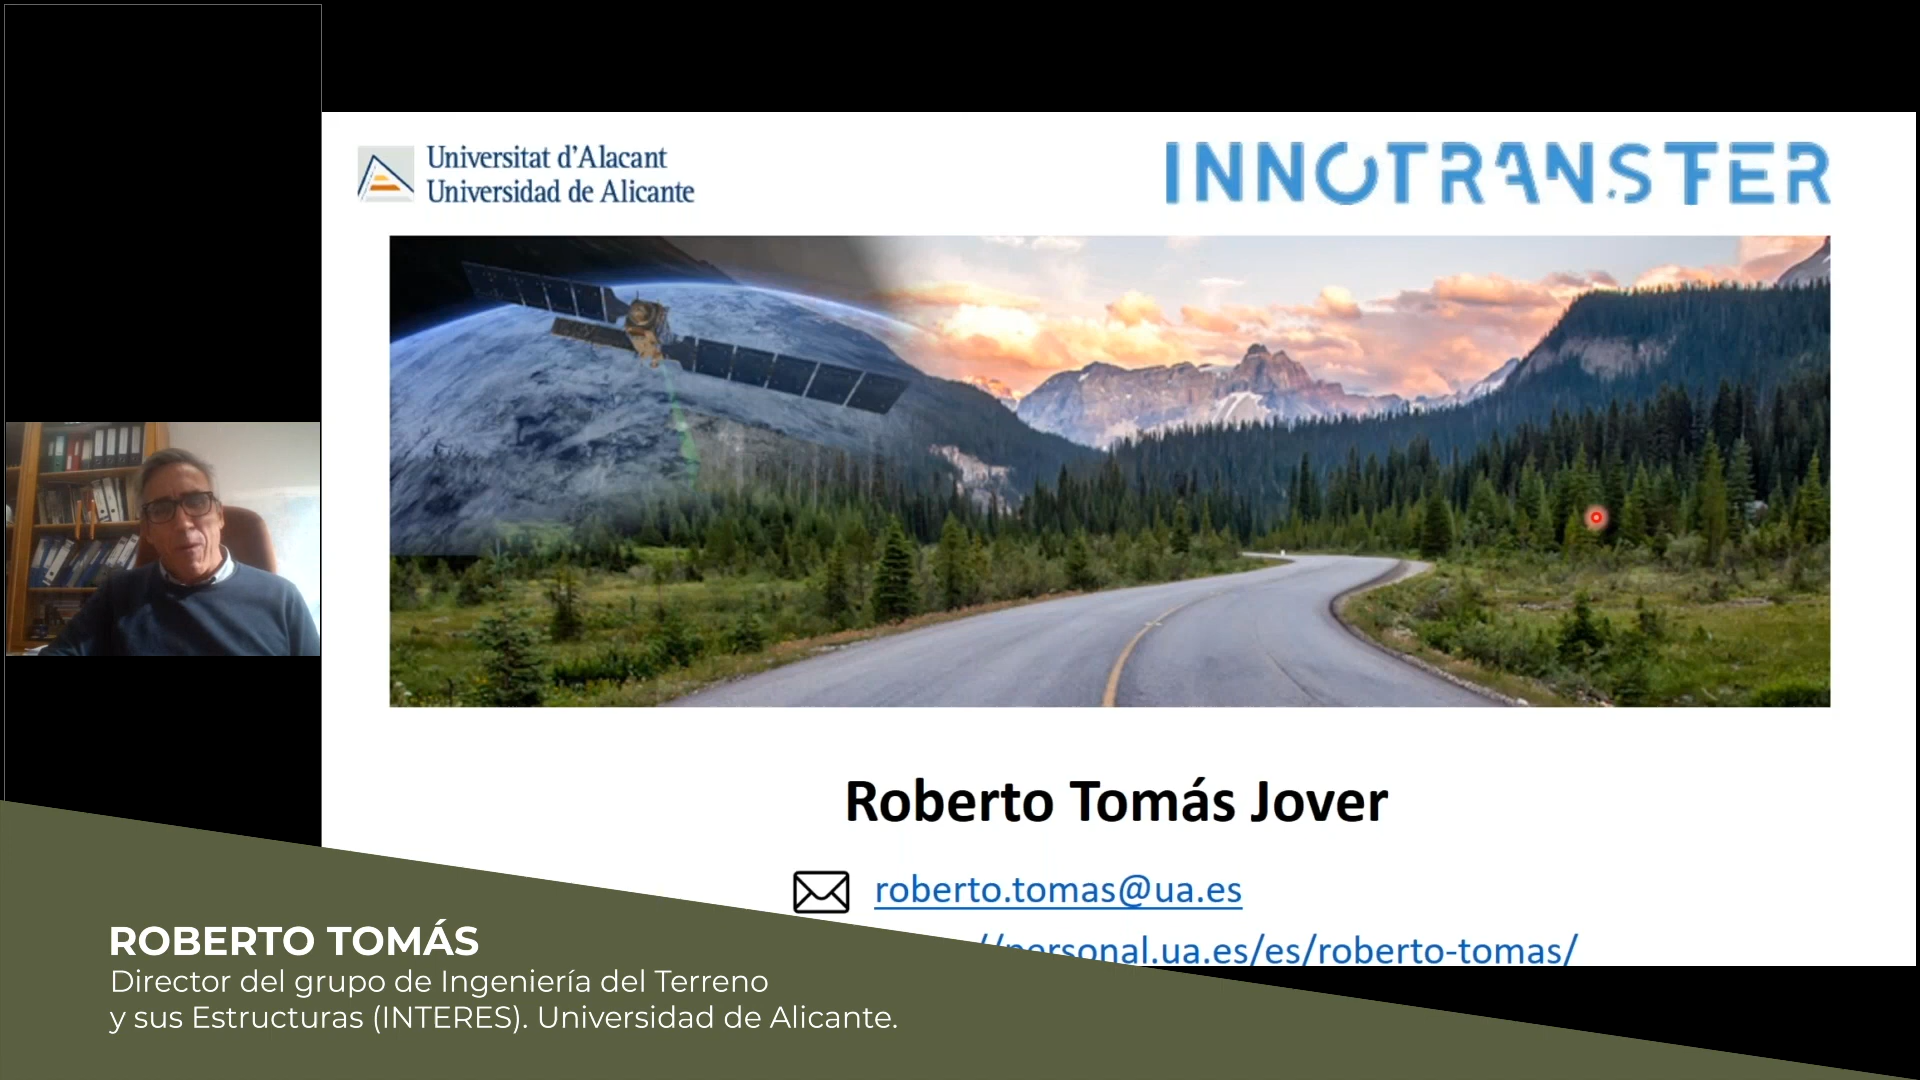 Universitat d'Alacant
Universidad de Alicante
INNOTRANSFER
Roberto Tomás Jover
roberto.tomas@ua.es
//personal.ua.es/es/roberto-tomas/
ROBERTO TOMÁS
Director del grupo de Ingeniería del Terreno
y sus Estructuras (INTERES). Universidad de Alicante.